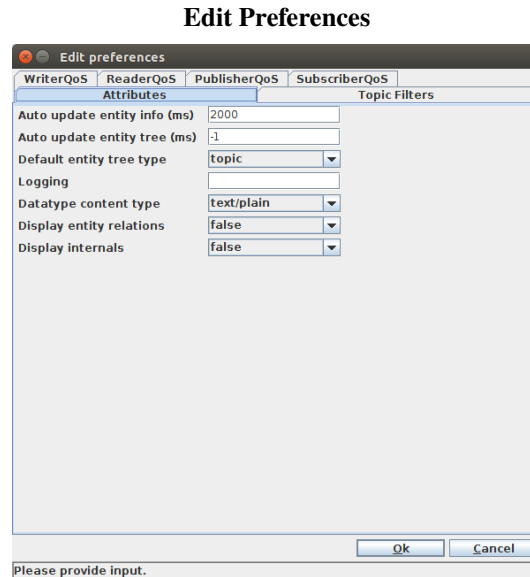 Edit Preferences
Edit preferences
WriterQoS ReaderQoS PublisherQoS SubscriberQoS
Attributes Topic Filters
Auto update entity info (ms) 2000
Auto update entity tree (ms) -1
Default entity tree type topic
Logging
Datatype content type text/plain
Display entity relations false
Display internals false
Ok Cancel
Please provide input.